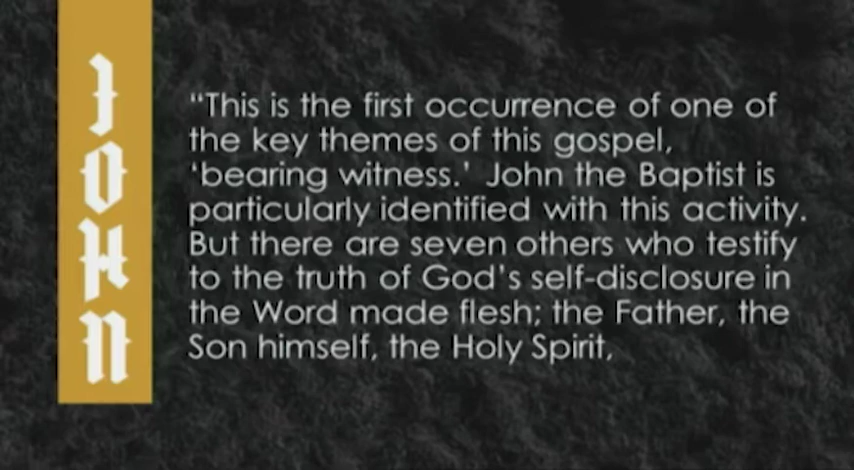 JOHN
“This is the first occurrence of one of
the key themes of this gospel,
‘bearing witness.’ John the Baptist is
particularly identified with this activity.
But there are seven others who testify
to the truth of God’s self-disclosure in
the Word made flesh; the Father, the
Son himself, the Holy Spirit,